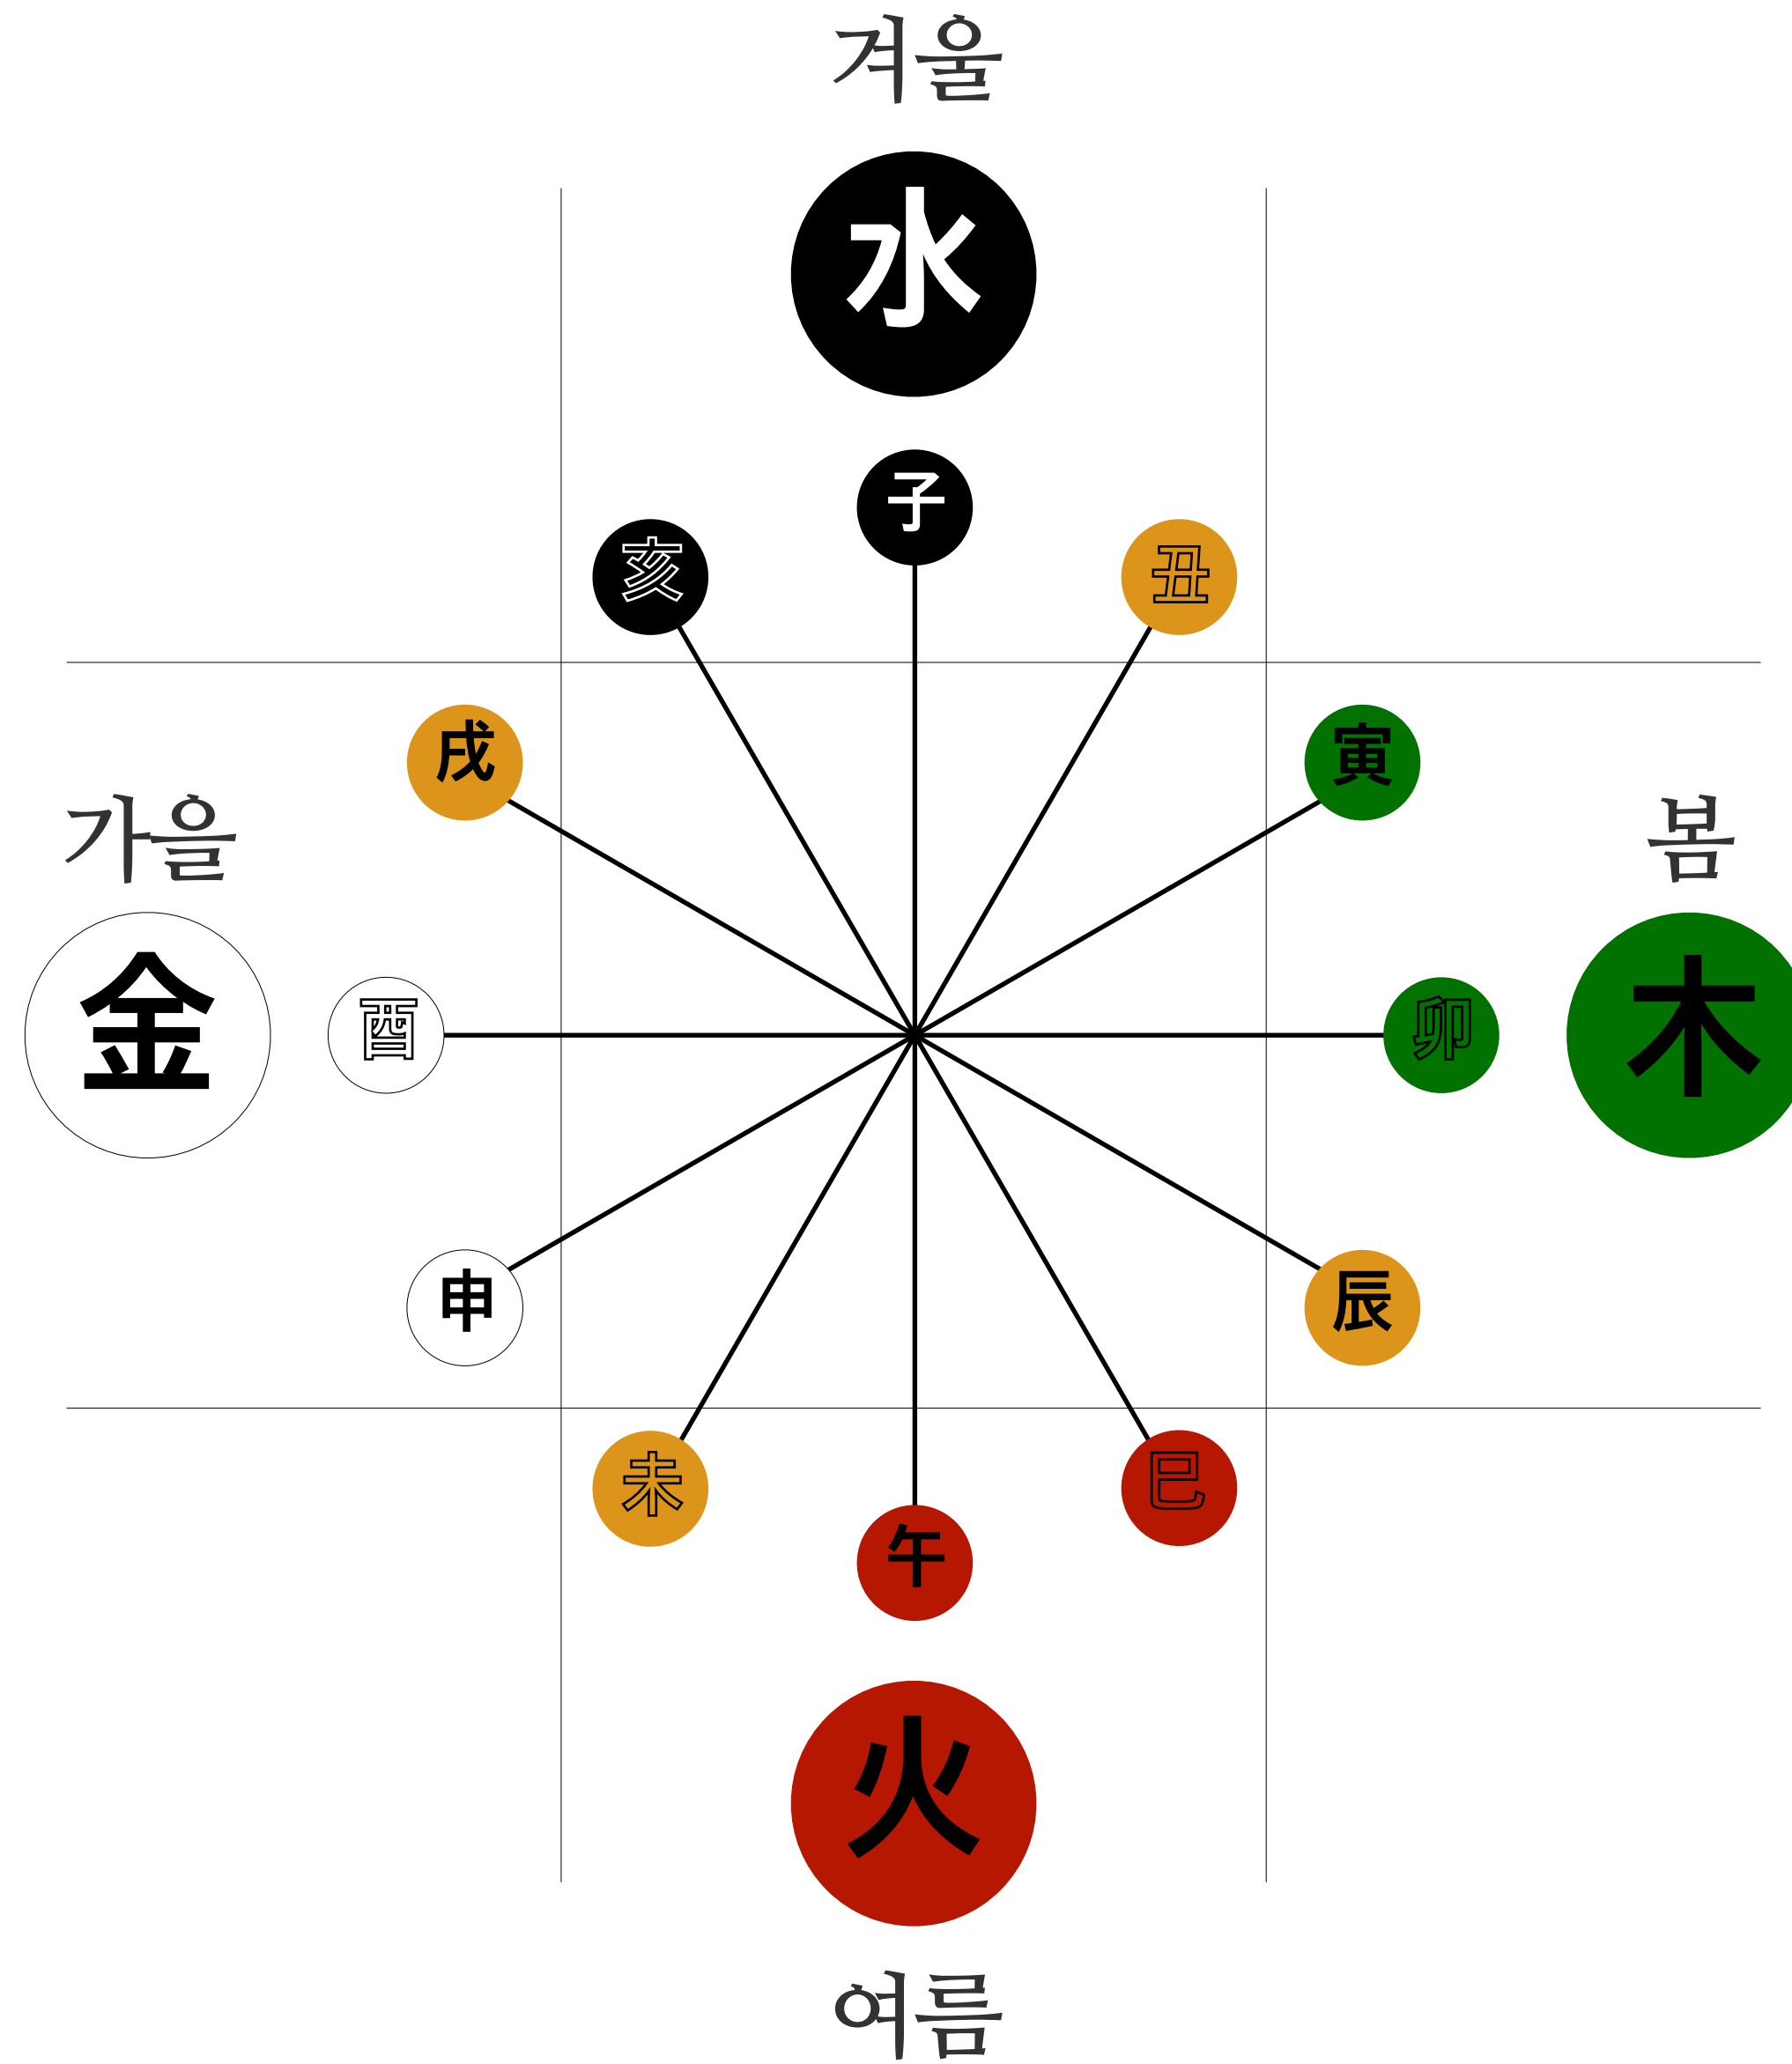 겨울
水
子
亥
丑
戌
寅
가을
봄
金
酉
卯
木
申
辰
未
巳
午
火
여름